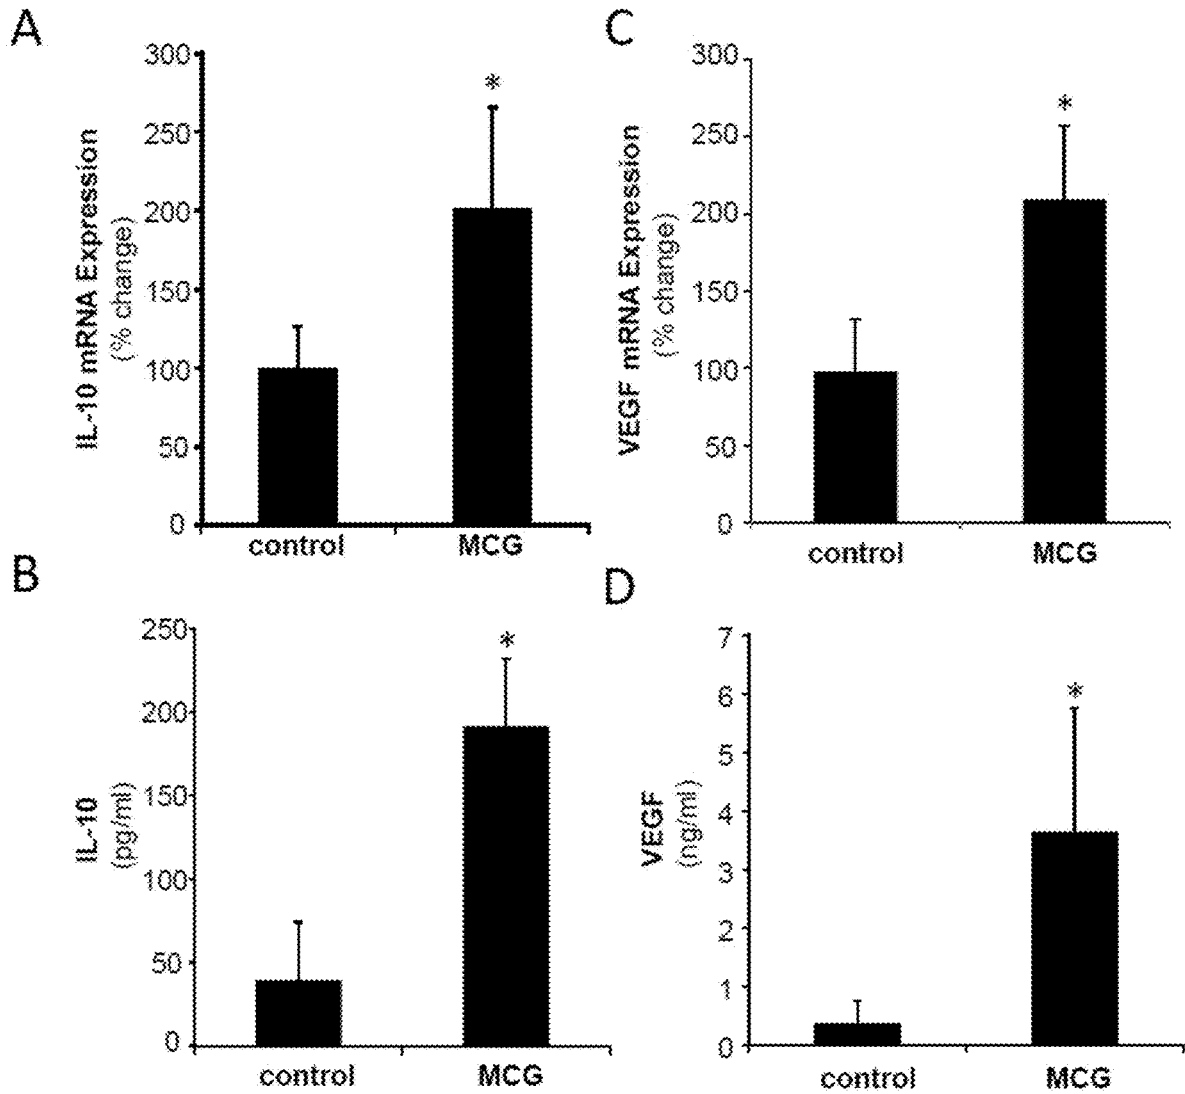 A
IL-10 mRNA Expression
(% change)
300
250
200
150
100
50
0
*
control MCG
C
VEGF mRNA Expression
(% change)
300
250
200
150
100
50
0
*
control MCG
B
IL-10
(pg/ml)
250
200
150
100
50
0
*
control MCG
D
VEGF
(ng/ml)
7
6
5
4
3
2
1
0
*
control MCG